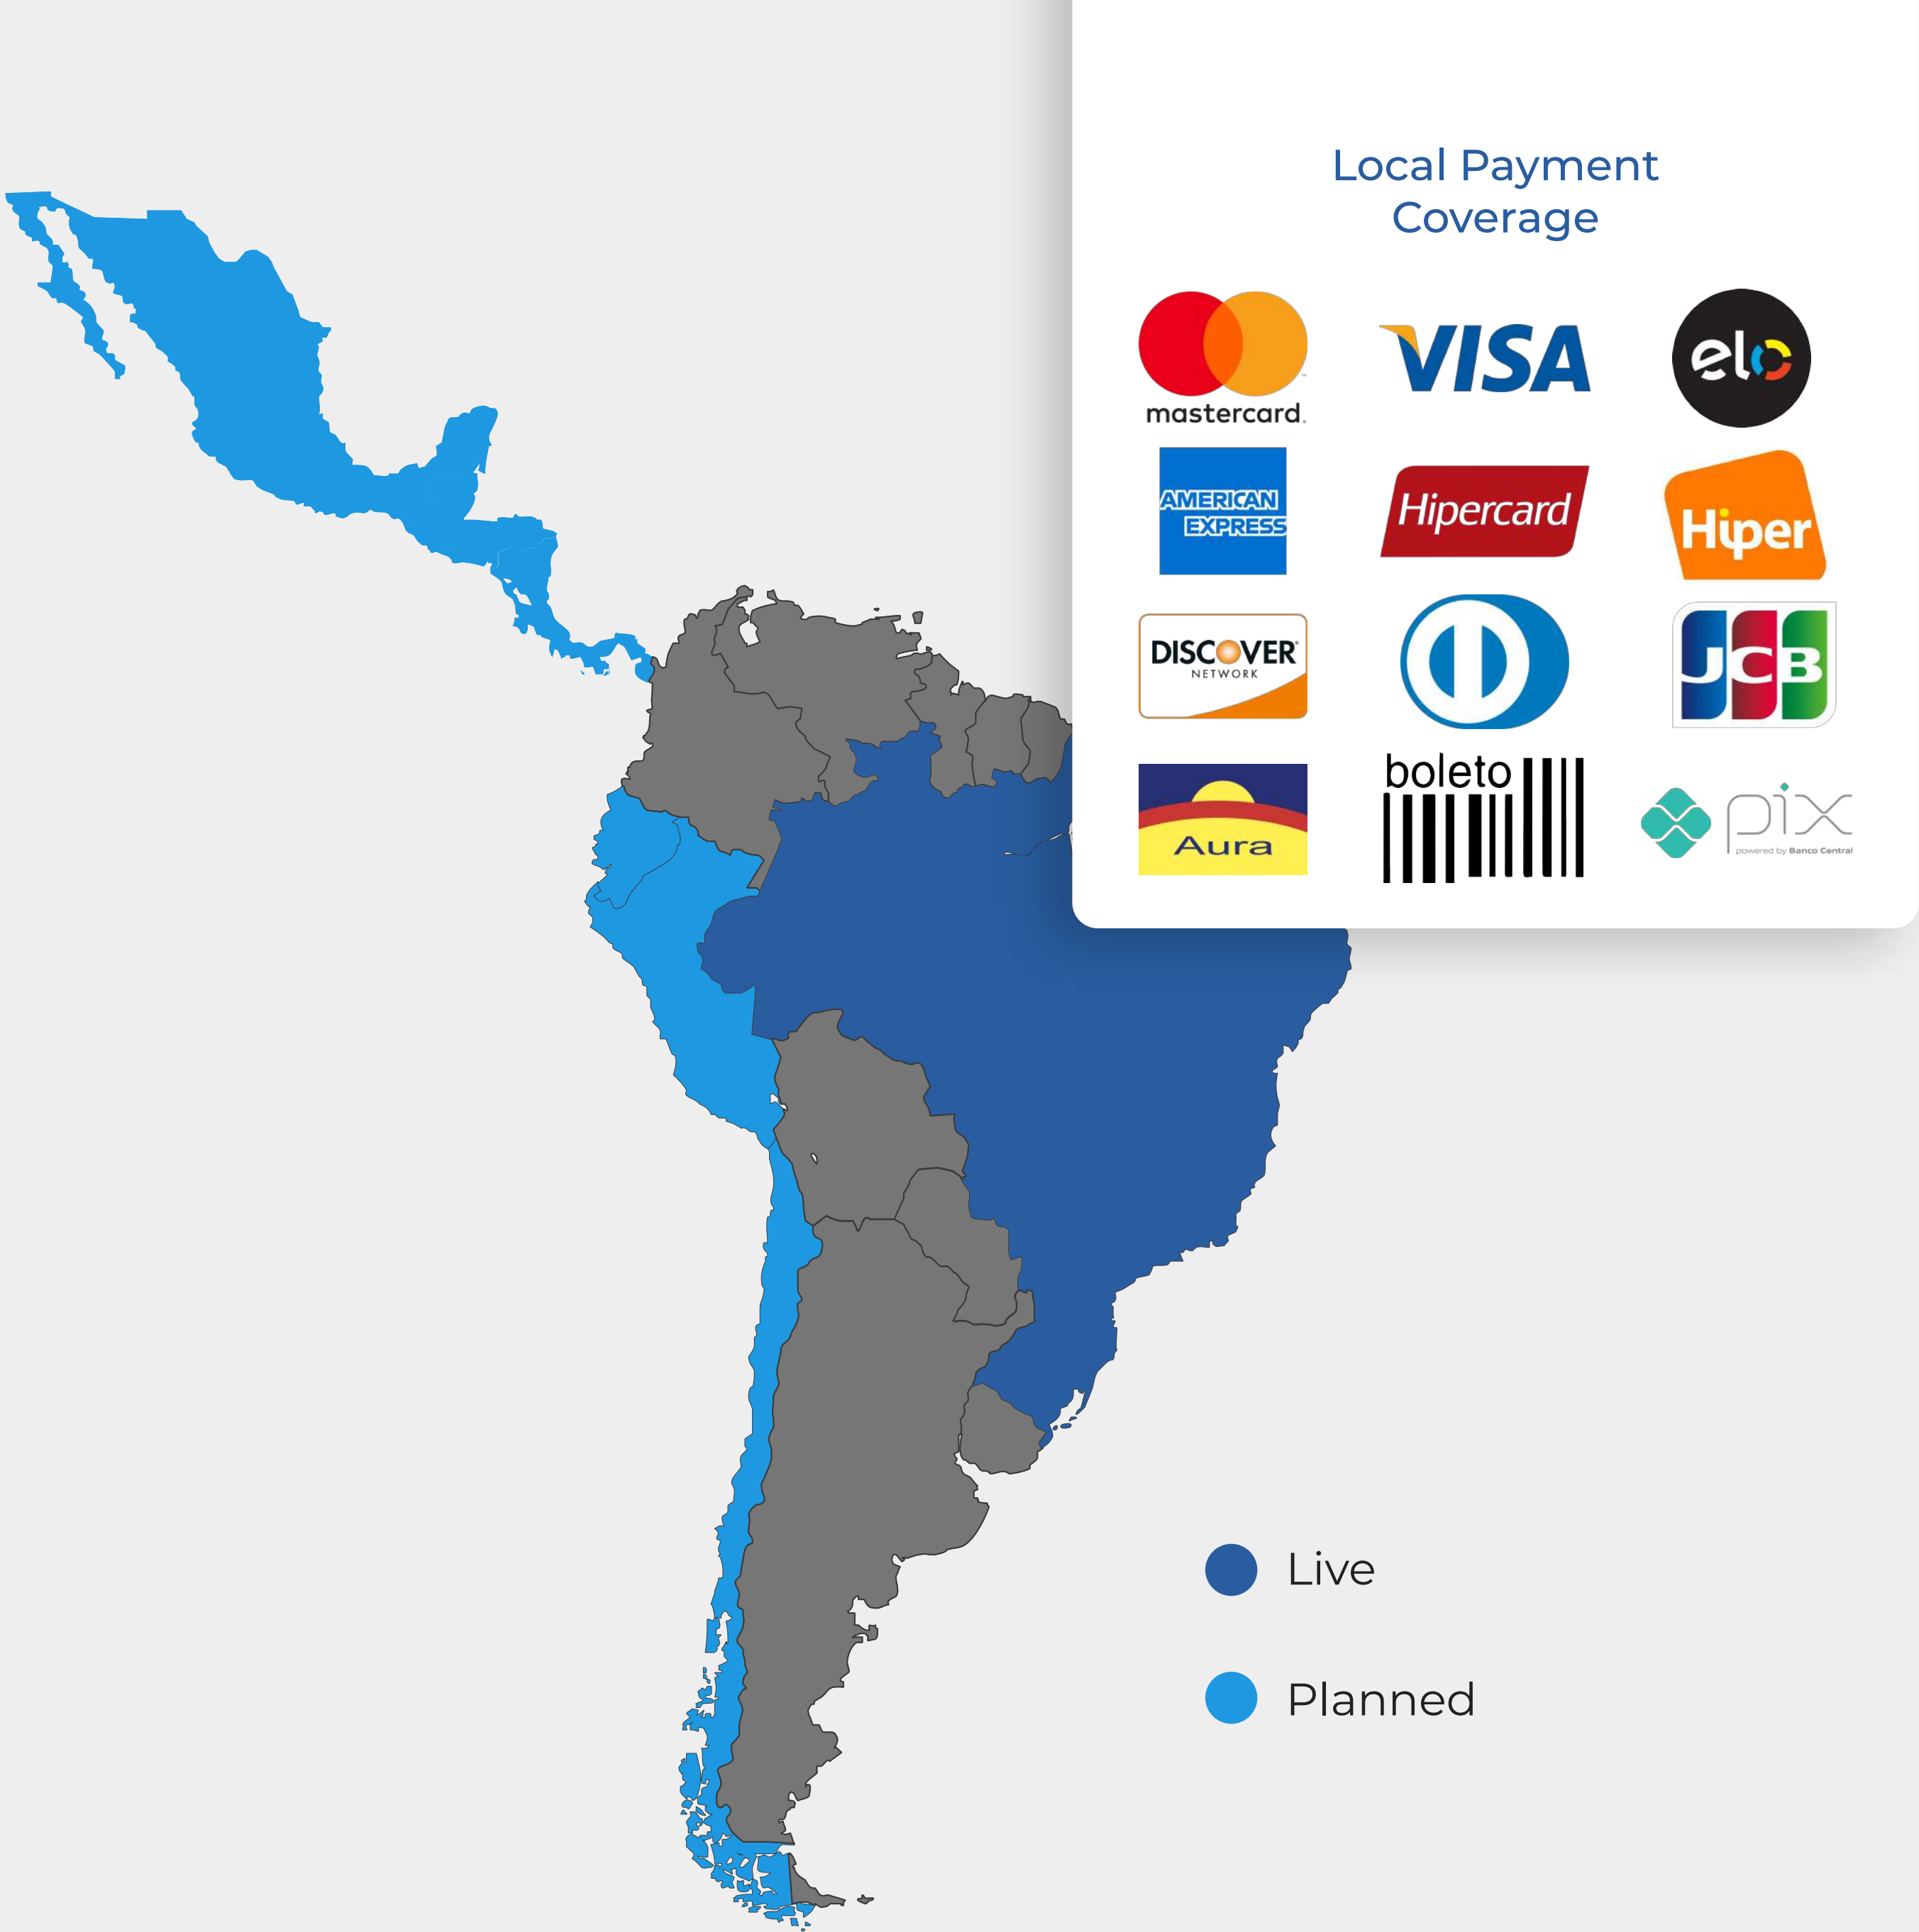 Local Payment
Coverage
mastercard.
VISA
elo
AMERICAN
EXPRESS
Hipercard
Hiper
DISCOVER
NETWORK
JCB
Aura
boleto
pix
powered by Banco Central
Live
Planned